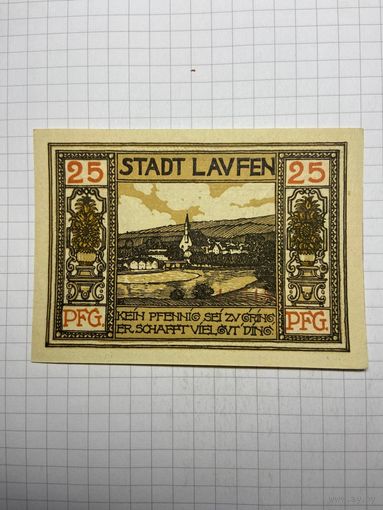 25 STADT LAVFEN 25
PFG. KEIN PFENNIG SEI ZV GRING PFG.
ER SCHAFFT VIEL GVT DING